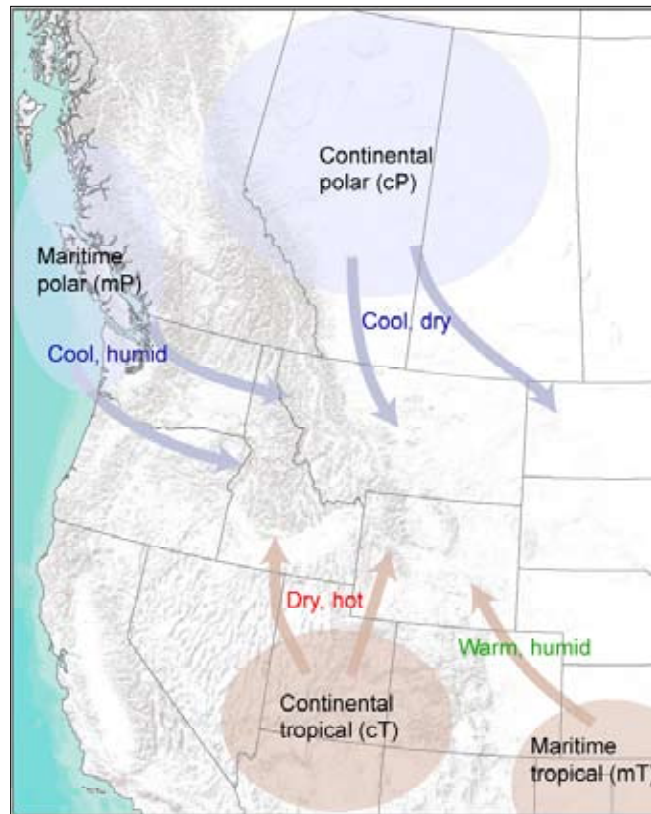 Continental
polar (cP)
Maritime
polar (mP)
Cool, dry
Cool, humid
Dry, hot
Warm, humid
Continental
tropical (cT)
Maritime
tropical (mT)